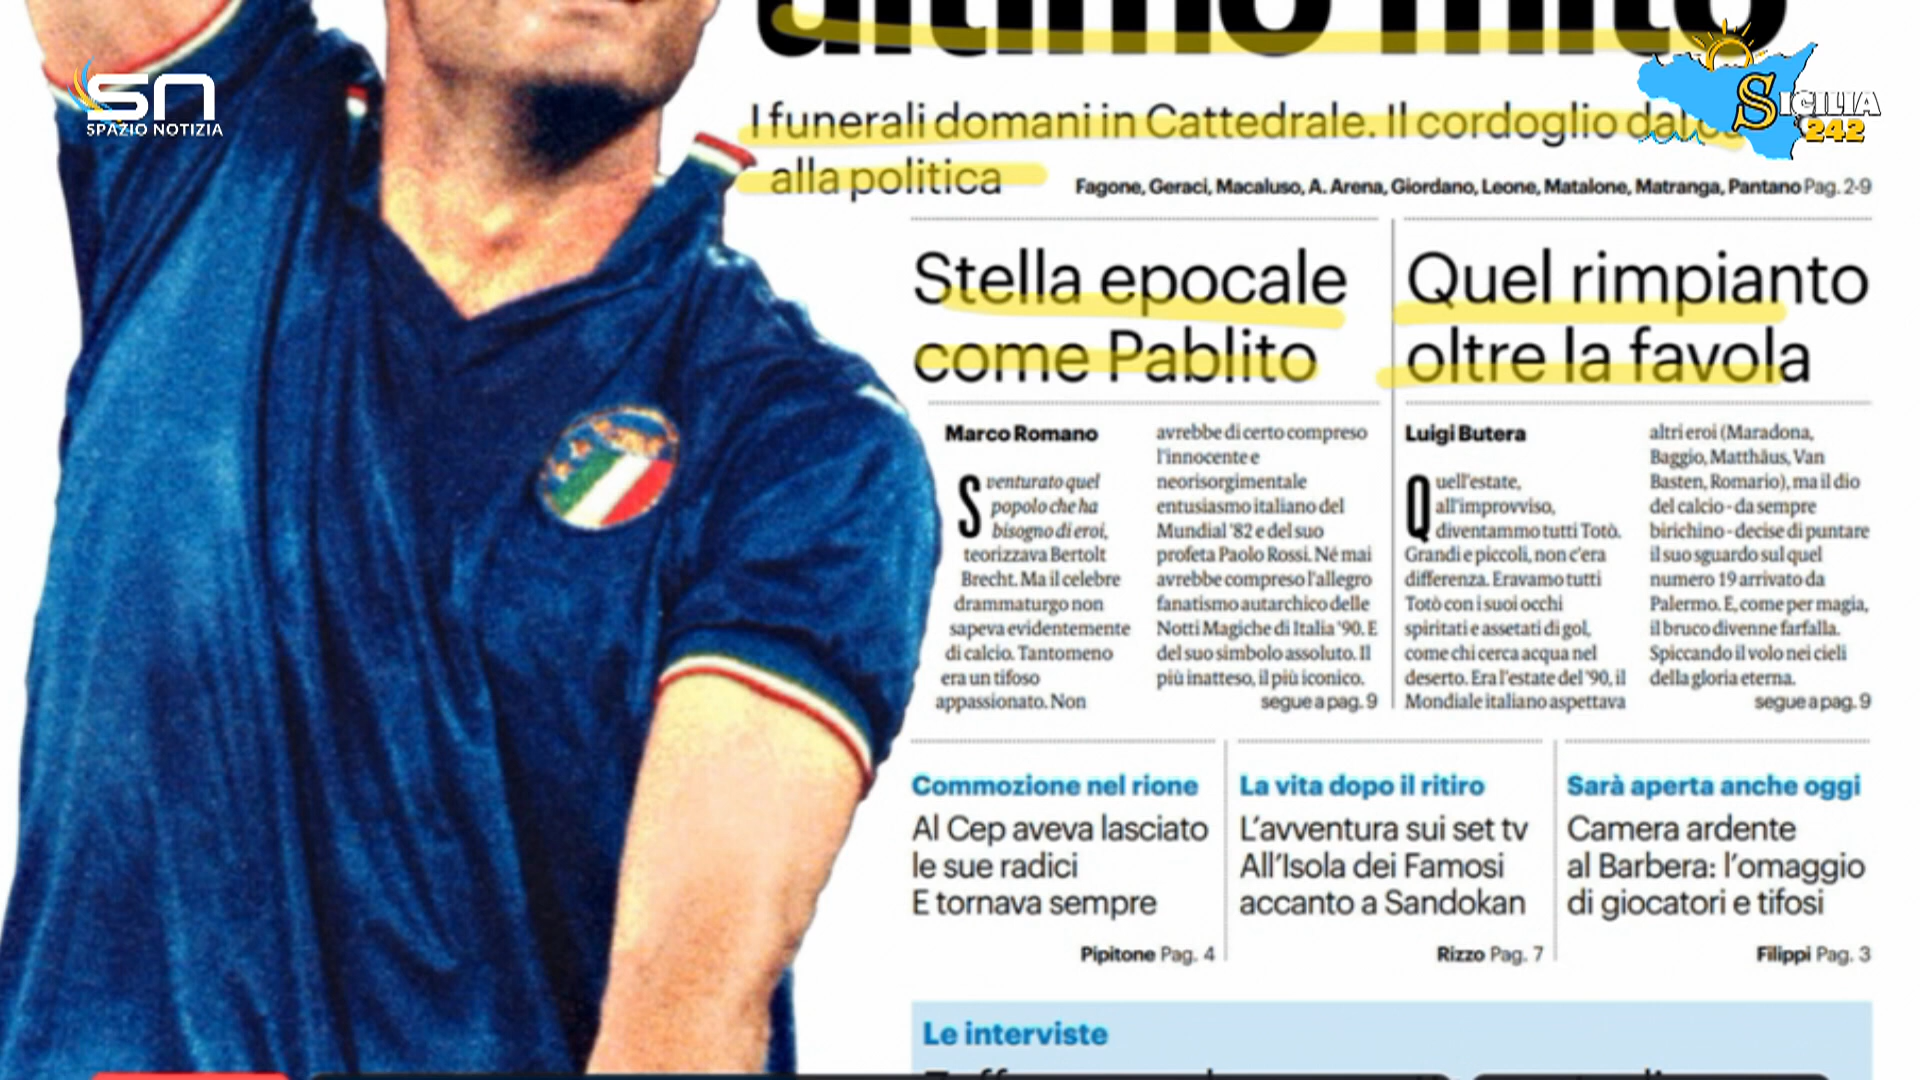 ultimo mito
SN
SPAZIO NOTIZIA
SICILIA
242
I funerali domani in Cattedrale. Il cordoglio dal
alla politica
Fagone, Geraci, Macaluso, A. Arena, Giordano, Leone, Matalone, Matranga, Pantano Pag. 2-9
Stella epocale
come Pablito
Marco Romano
Sventurato quel
popolo che ha
bisogno di eroi,
teorizzava Bertolt
Brecht. Ma il celebre
drammaturgo non
sapeva evidentemente
di calcio. Tantomeno
era un tifoso
appassionato. Non
avrebbe di certo compreso
l'innocente e
neorisorgimentale
entusiasmo italiano del
Mundial '82 e del suo
profeta Paolo Rossi. Né mai
avrebbe compreso l'allegro
fanatismo autarchico delle
Notti Magiche di Italia '90. E
del suo simbolo assoluto. Il
più inatteso, il più iconico.
segue a pag. 9
Quel rimpianto
oltre la favola
Luigi Butera
Quell'estate,
all'improvviso,
diventammo tutti Totò.
Grandi e piccoli, non c'era
differenza. Eravamo tutti
Totò con i suoi occhi
spiritati e assetati di gol,
come chi cerca acqua nel
deserto. Era l'estate del '90, il
Mondiale italiano aspettava
altri eroi (Maradona,
Baggio, Matthäus, Van
Basten, Romario), ma il dio
del calcio - da sempre
birichino - decise di puntare
il suo sguardo sul quel
numero 19 arrivato da
Palermo. E, come per magia,
il bruco divenne farfalla.
Spiccando il volo nei cieli
della gloria eterna.
segue a pag. 9
Commozione nel rione
Al Cep aveva lasciato
le sue radici
E tornava sempre
Pipitone Pag. 4
La vita dopo il ritiro
L'avventura sui set tv
All'Isola dei Famosi
accanto a Sandokan
Rizzo Pag. 7
Sarà aperta anche oggi
Camera ardente
al Barbera: l'omaggio
di giocatori e tifosi
Filippi Pag. 3
Le interviste